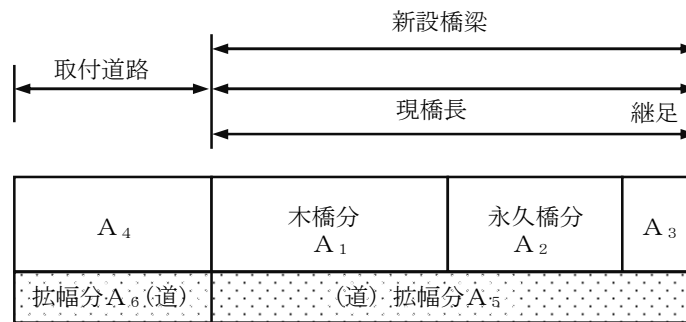 新設橋梁
取付道路
現橋長 継足
A₄
木橋分
A₁
永久橋分
A₂
A₃
拡幅分A₆(道)
(道) 拡幅分A₅